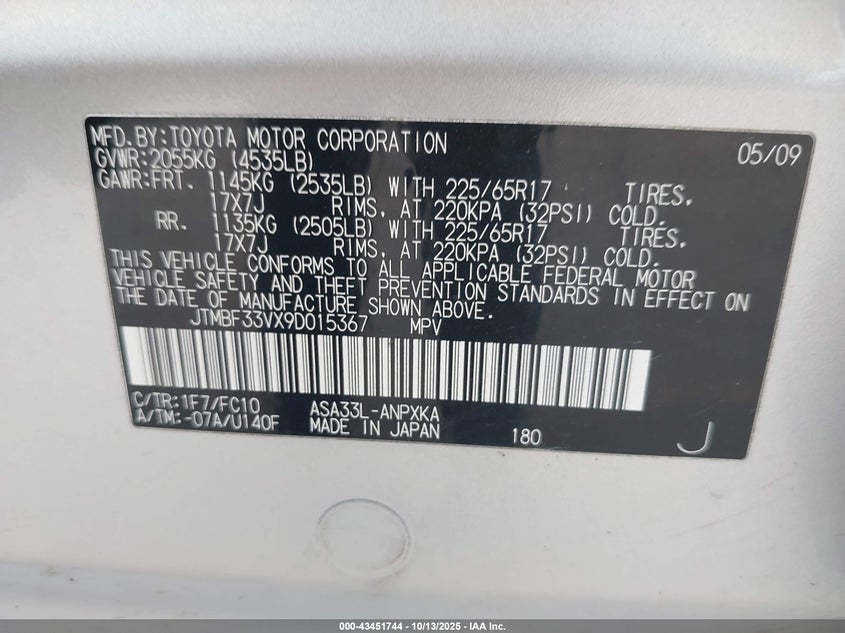 MFD.BY:TOYOTA MOTOR CORPORATION 05/09
GVWR:2055KG (4535LB)
GAWR:FRT. 1145KG (2535LB) WITH 225/65R17 TIRES,
17X7J RIMS, AT 220KPA (32PSI) COLD.
RR. 1135KG (2505LB) WITH 225/65R17 TIRES,
17X7J RIMS, AT 220KPA (32PSI) COLD.
THIS VEHICLE CONFORMS TO ALL APPLICABLE FEDERAL MOTOR
VEHICLE SAFETY AND THEFT PREVENTION STANDARDS IN EFFECT ON
THE DATE OF MANUFACTURE SHOWN ABOVE.
JTMBF33VX9D015367 MPV
C/TR:1F7/FC10 ASA33L-ANPXKA
A/TM:-07A/U140F MADE IN JAPAN 180 J
000-43451744 | 10/13/2025 - IAA Inc.